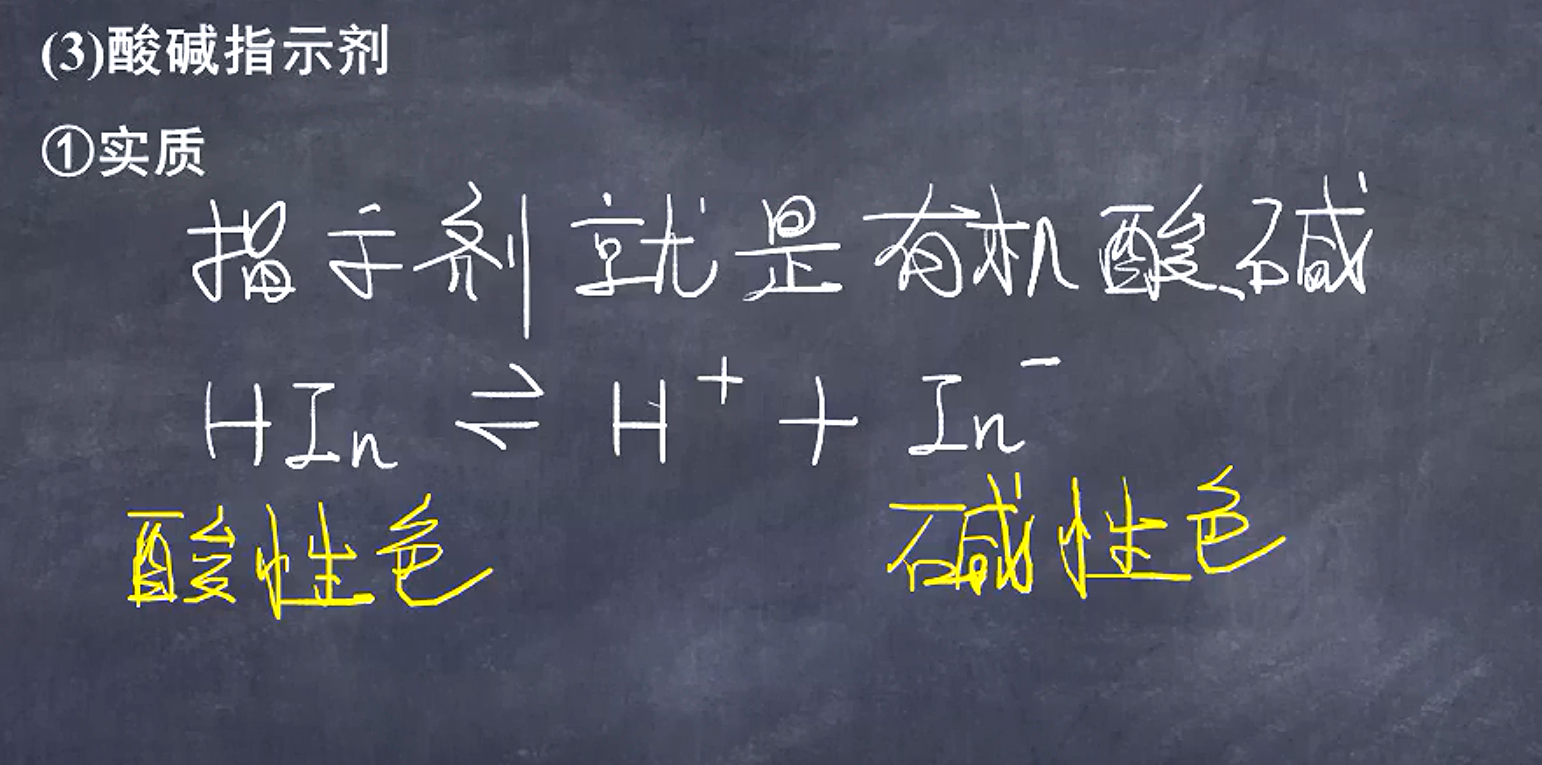 (3)酸碱指示剂
①实质
指示剂就是有机酸、碱
HIn ⇌ H⁺ + In⁻
酸性色 碱性色